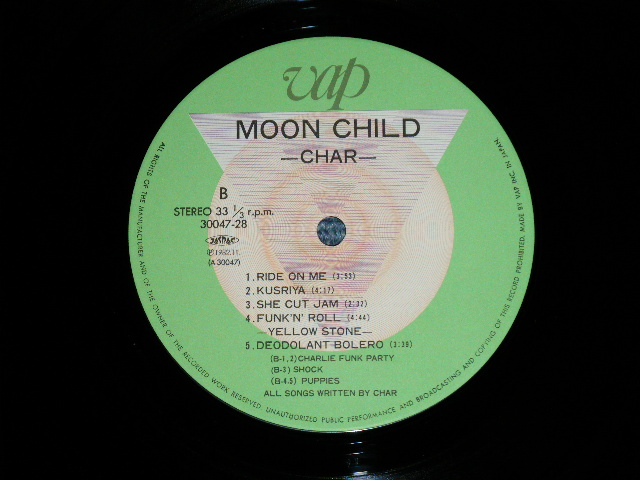 vap
MOON CHILD
—CHAR—
B
STEREO 33 1/3 r.p.m.
30047-28
JASRAC
Ⓟ1982.11
(A 30047)
1. RIDE ON ME (3:53)
2. KUSRIYA (4:17)
3. SHE CUT JAM (2:32)
4. FUNK'N' ROLL (4:44)
—YELLOW STONE—
5. DEODOLANT BOLERO (3:39)
(B-1, 2) CHARLIE FUNK PARTY
(B-3) SHOCK
(B-4.5) PUPPIES
ALL SONGS WRITTEN BY CHAR
ALL RIGHTS OF THE MANUFACTURER AND OF THE OWNER OF THE RECORDED WORK RESERVED. UNAUTHORIZED PUBLIC PERFORMANCE AND BROADCASTING AND COPYING OF THIS RECORD PROHIBITED. MADE BY VAP INC. IN JAPAN.